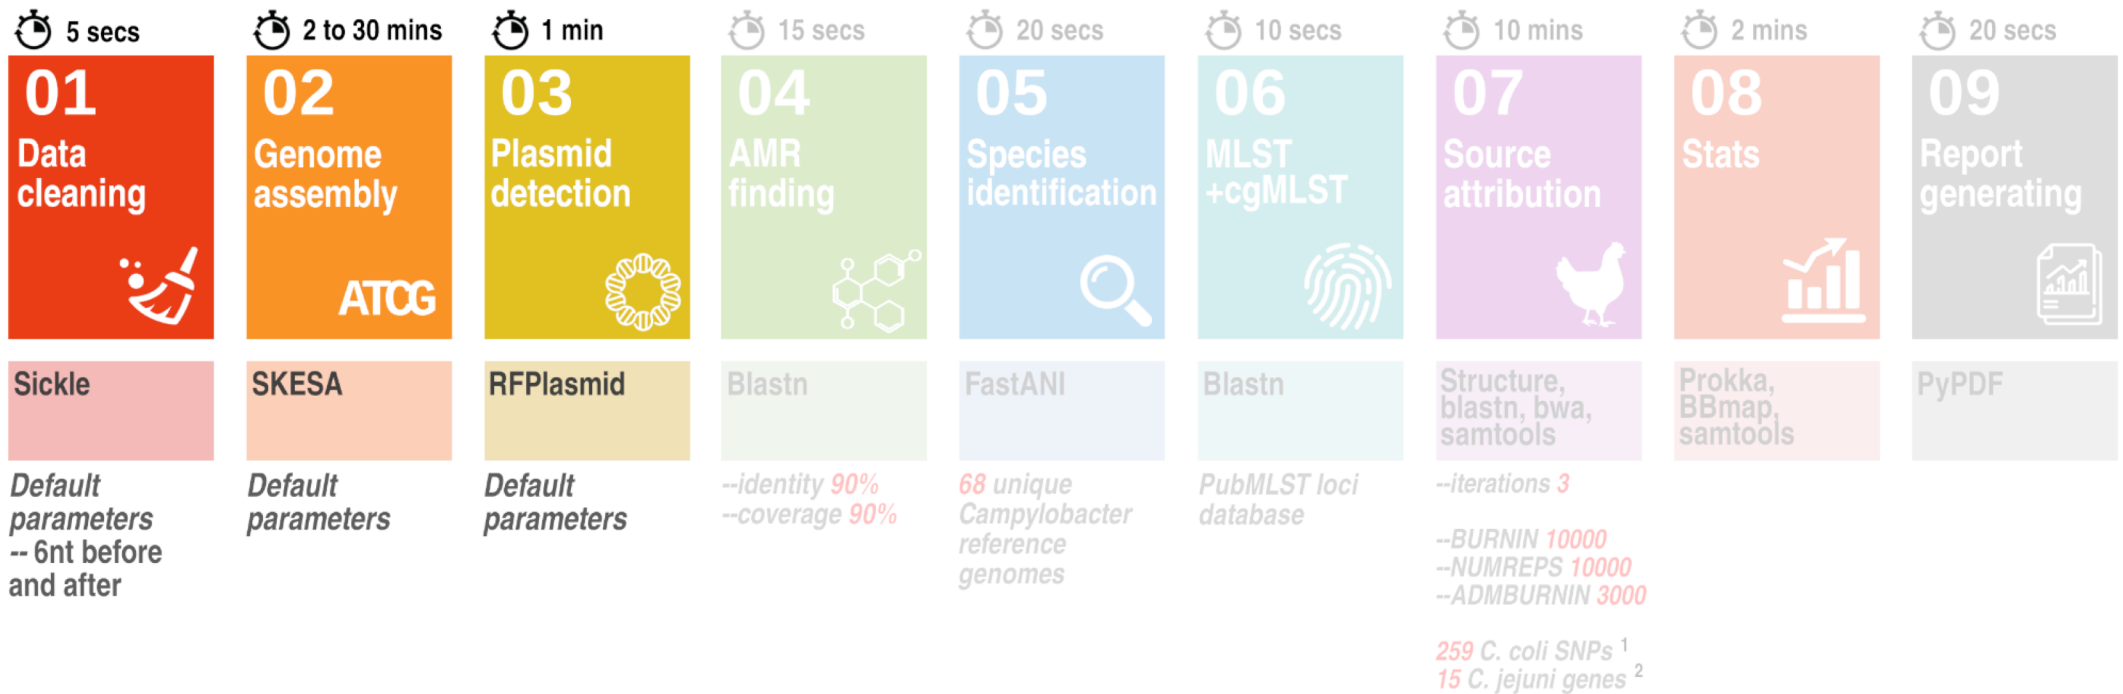 5 secs
01
Data
cleaning
Sickle
Default
parameters
-- 6nt before
and after
2 to 30 mins
02
Genome
assembly
ATCG
SKESA
Default
parameters
1 min
03
Plasmid
detection
RFPlasmid
Default
parameters
15 secs
04
AMR
finding
Blastn
--identity 90%
--coverage 90%
20 secs
05
Species
identification
FastANI
68 unique
Campylobacter
reference
genomes
10 secs
06
MLST
+cgMLST
Blastn
PubMLST loci
database
10 mins
07
Source
attribution
Structure,
blastn, bwa,
samtools
--iterations 3
--BURNIN 10000
--NUMREPS 10000
--ADMBURNIN 3000
259 C. coli SNPs 1
15 C. jejuni genes 2
2 mins
08
Stats
Prokka,
BBmap,
samtools
20 secs
09
Report
generating
PyPDF